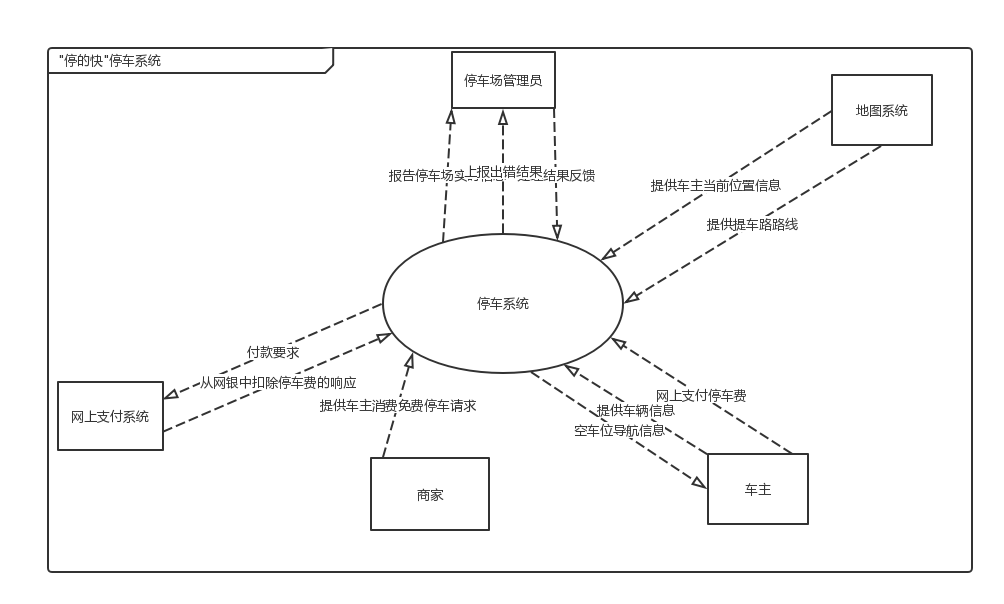 "停的快"停车系统
停车场管理员
地图系统
报告停车场实
上报出错结果
结果反馈
提供车主当前位置信息
提供提车路路线
停车系统
付款要求
从网银中扣除停车费的响应
网上支付系统
提供车主消费免费停车请求
网上支付停车费
提供车辆信息
空车位导航信息
商家
车主